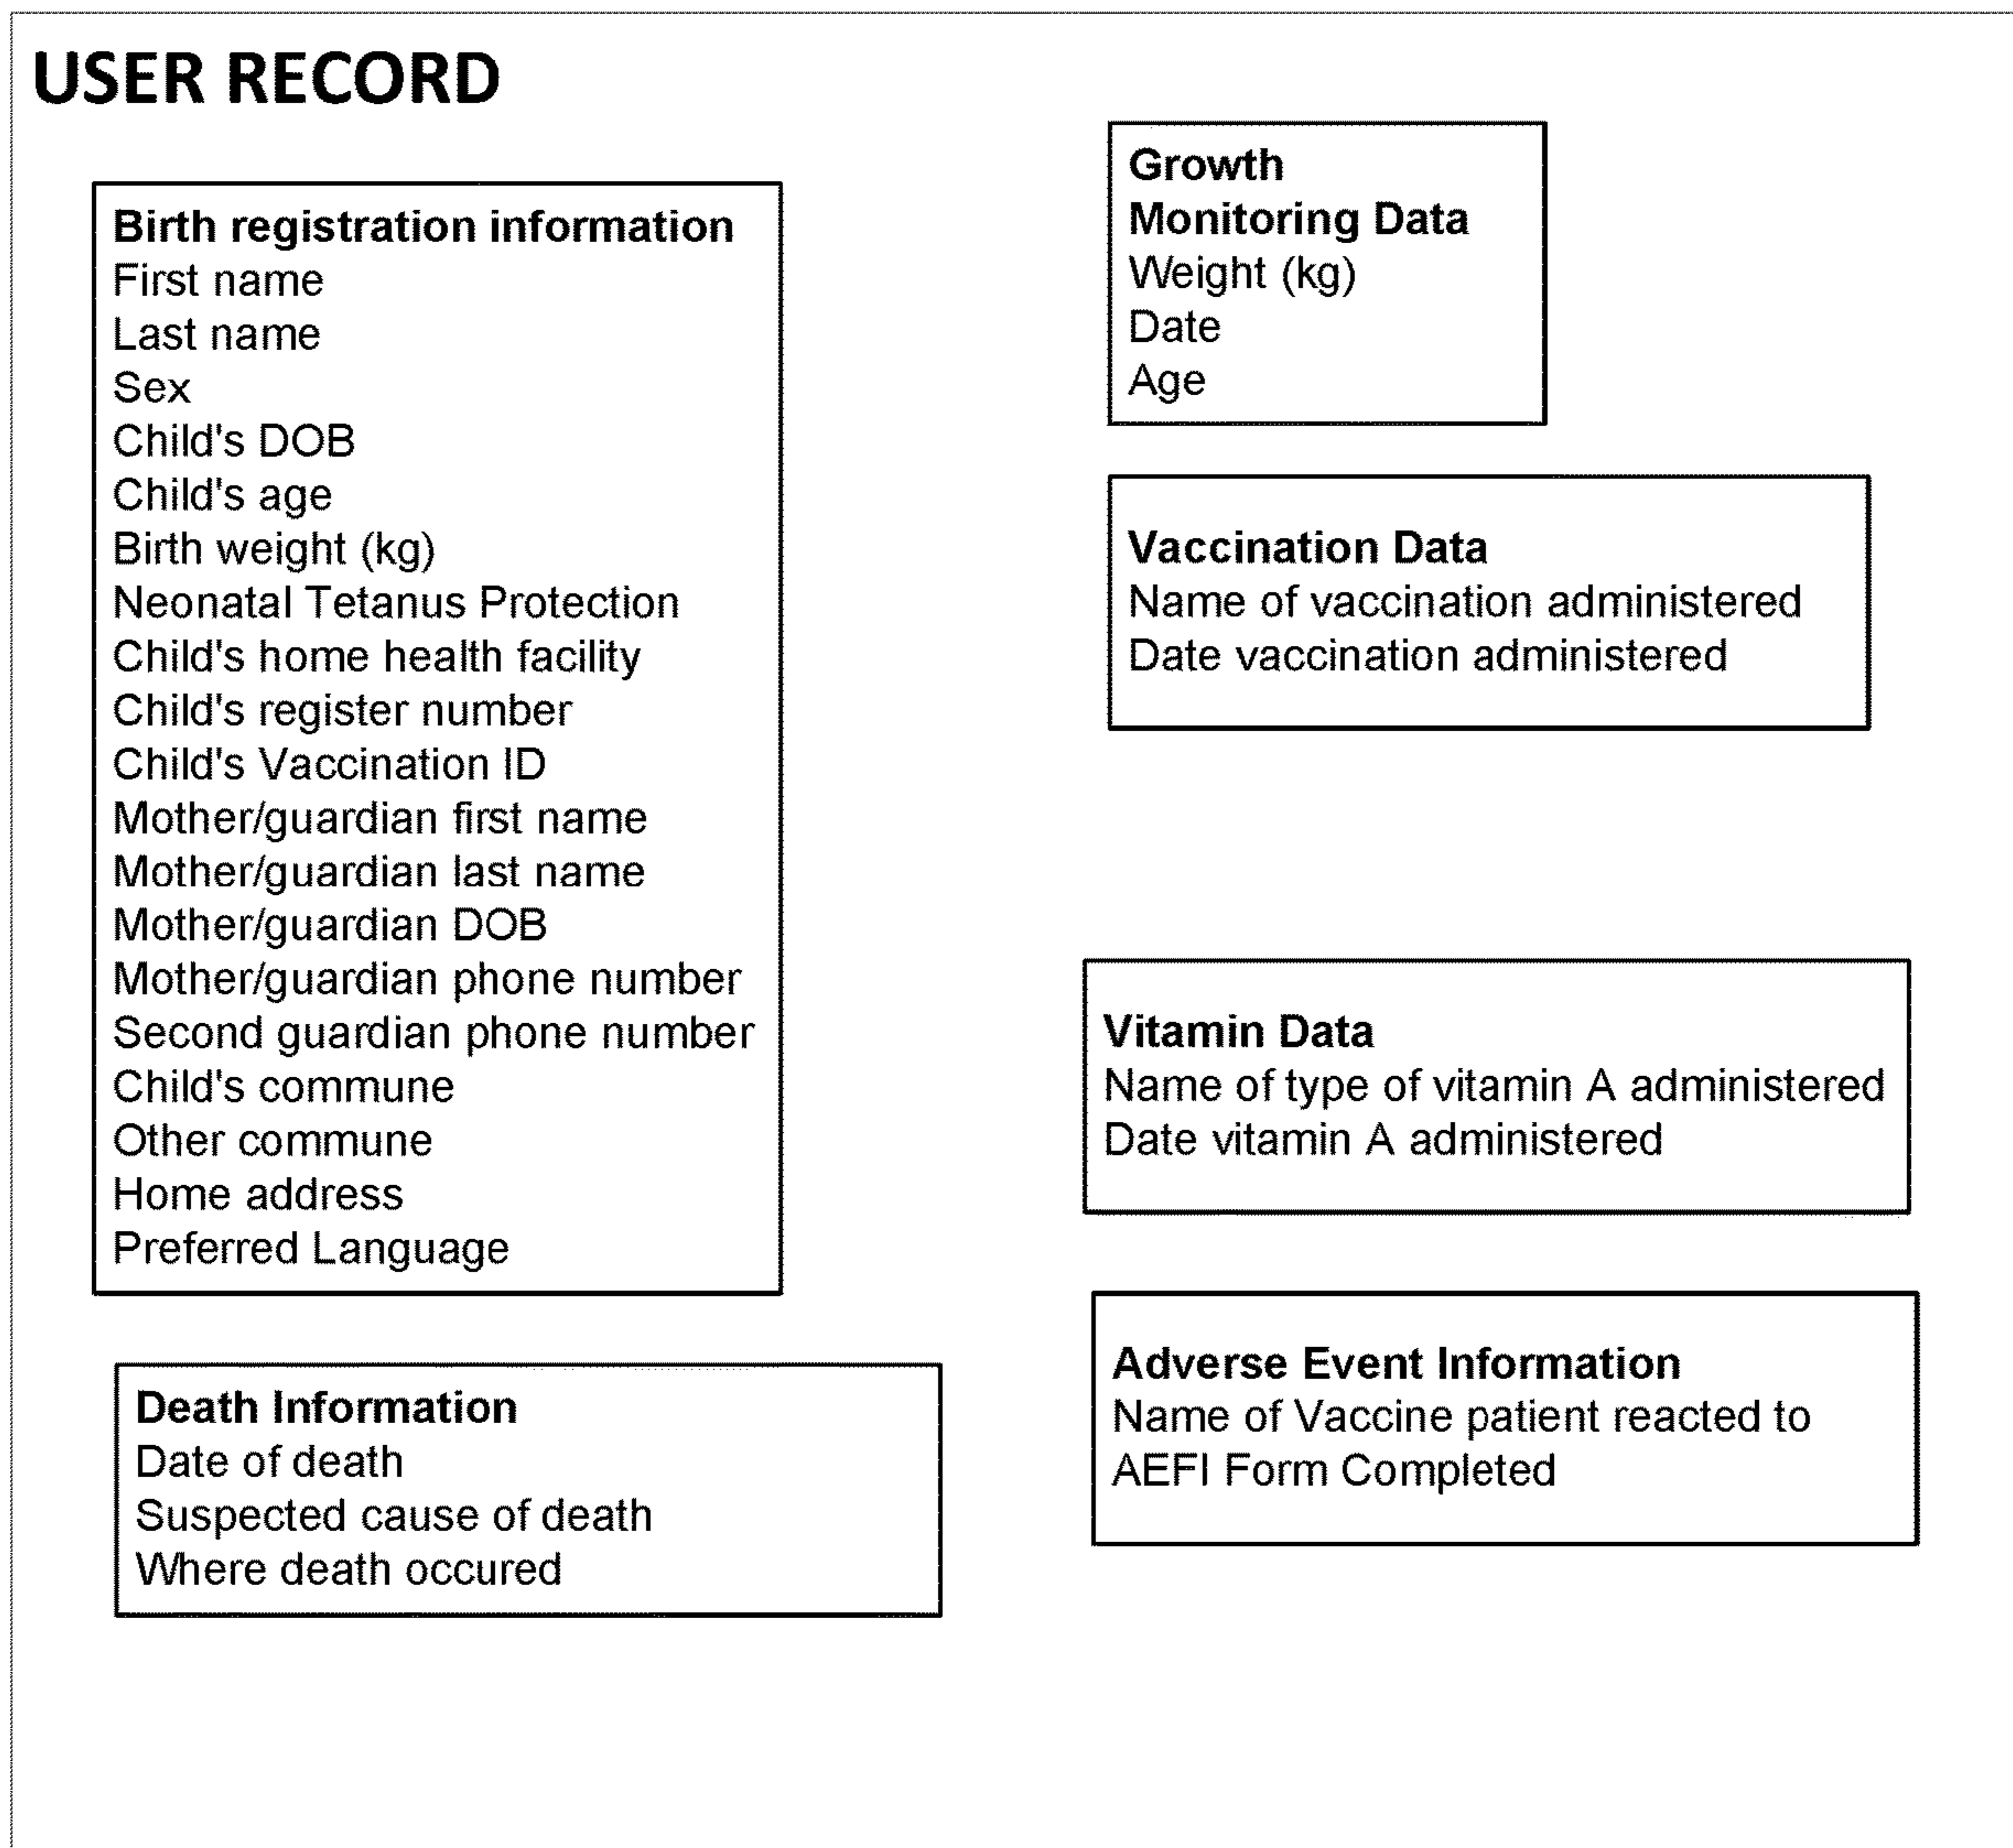 USER RECORD
Birth registration information
First name
Last name
Sex
Child's DOB
Child's age
Birth weight (kg)
Neonatal Tetanus Protection
Child's home health facility
Child's register number
Child's Vaccination ID
Mother/guardian first name
Mother/guardian last name
Mother/guardian DOB
Mother/guardian phone number
Second guardian phone number
Child's commune
Other commune
Home address
Preferred Language
Death Information
Date of death
Suspected cause of death
Where death occured
Growth
Monitoring Data
Weight (kg)
Date
Age
Vaccination Data
Name of vaccination administered
Date vaccination administered
Vitamin Data
Name of type of vitamin A administered
Date vitamin A administered
Adverse Event Information
Name of Vaccine patient reacted to
AEFI Form Completed